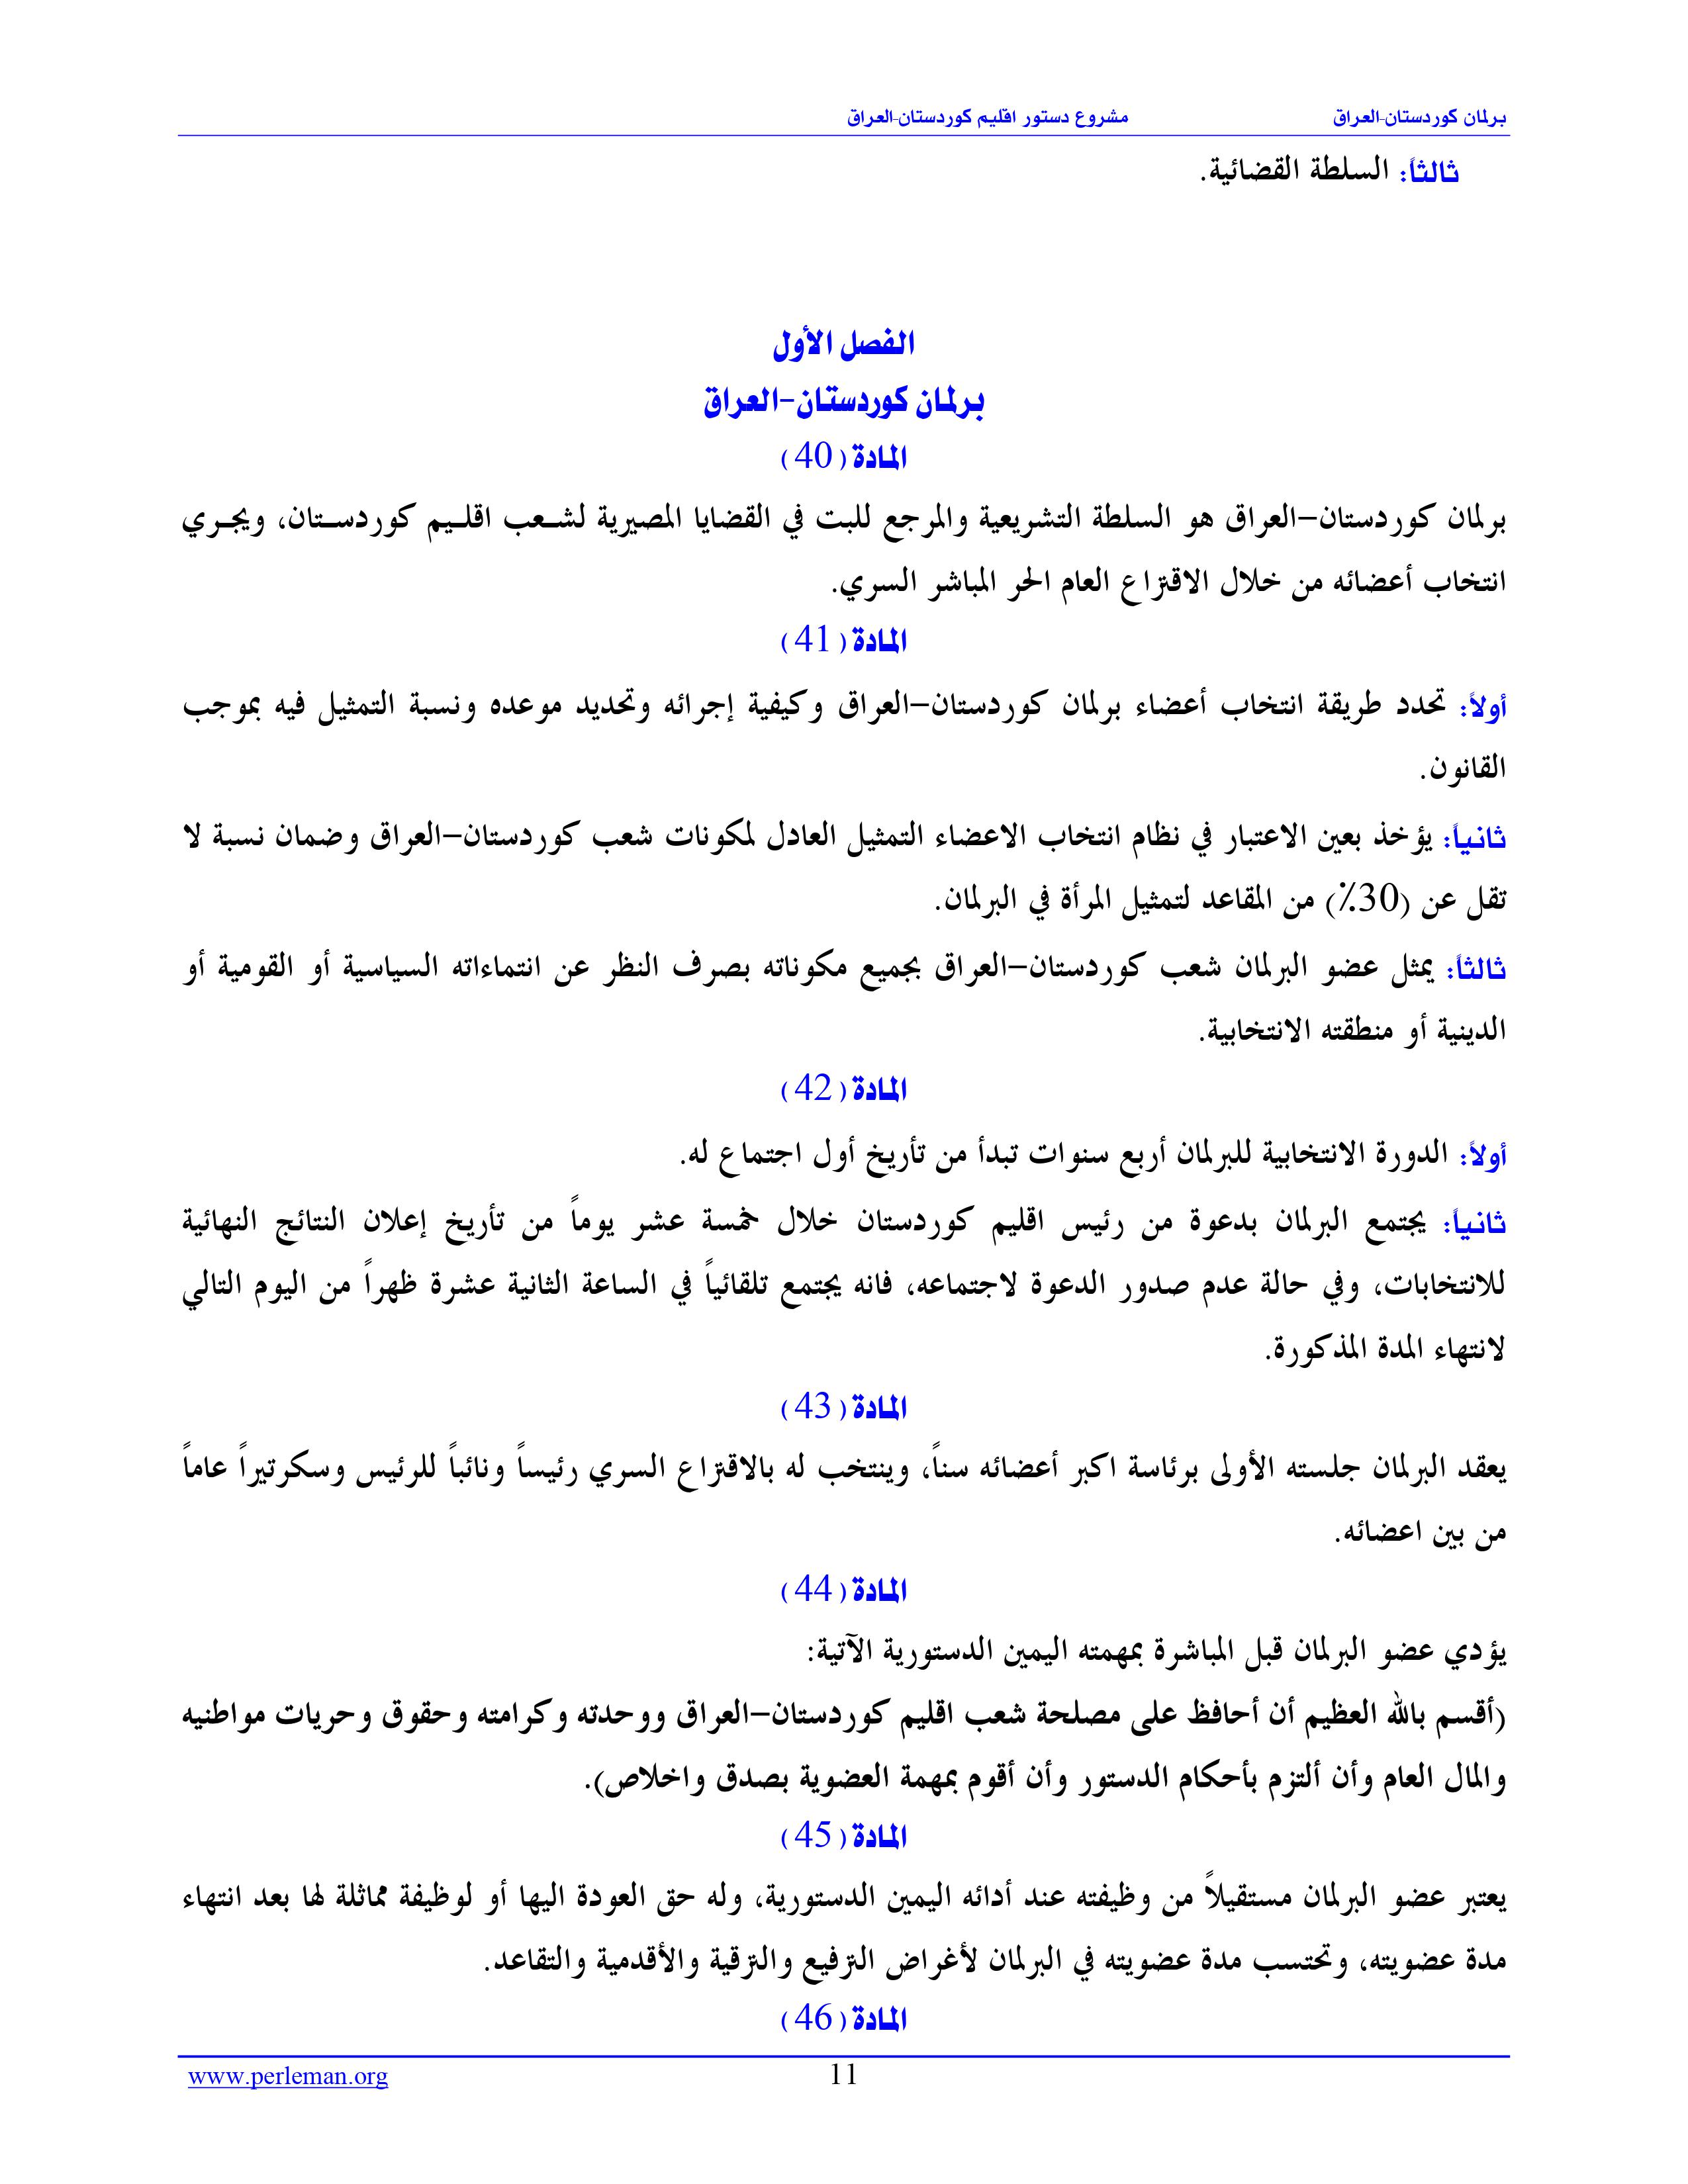 برلمان كوردستان-العراق مشروع دستور اقليم كوردستان-العراق
ثالثاً: السلطة القضائية.
الفصل الأول
برلمان كوردستان-العراق
المادة (40)
برلمان كوردستان–العراق هو السلطة التشريعية والمرجع للبت في القضايا المصيرية لشعب اقليم كوردستان، ويجري
انتخاب أعضائه من خلال الاقتراع العام الحر المباشر السري.
المادة (41)
أولاً: تحدد طريقة انتخاب أعضاء برلمان كوردستان–العراق وكيفية إجرائه وتحديد موعده ونسبة التمثيل فيه بموجب
القانون.
ثانياً: يؤخذ بعين الاعتبار في نظام انتخاب الاعضاء التمثيل العادل لمكونات شعب كوردستان–العراق وضمان نسبة لا
تقل عن (30٪) من المقاعد لتمثيل المرأة في البرلمان.
ثالثاً: يمثل عضو البرلمان شعب كوردستان–العراق بجميع مكوناته بصرف النظر عن انتماءاته السياسية أو القومية أو
الدينية أو منطقته الانتخابية.
المادة (42)
أولاً: الدورة الانتخابية للبرلمان أربع سنوات تبدأ من تأريخ أول اجتماع له.
ثانياً: يجتمع البرلمان بدعوة من رئيس اقليم كوردستان خلال خمسة عشر يوماً من تأريخ إعلان النتائج النهائية
للانتخابات، وفي حالة عدم صدور الدعوة لاجتماعه، فانه يجتمع تلقائياً في الساعة الثانية عشرة ظهراً من اليوم التالي
لانتهاء المدة المذكورة.
المادة (43)
يعقد البرلمان جلسته الأولى برئاسة اكبر أعضائه سناً، وينتخب له بالاقتراع السري رئيساً ونائباً للرئيس وسكرتيراً عاماً
من بين اعضائه.
المادة (44)
يؤدي عضو البرلمان قبل المباشرة بمهمته اليمين الدستورية الآتية:
(أقسم بالله العظيم أن أحافظ على مصلحة شعب اقليم كوردستان–العراق ووحدته وكرامته وحقوق وحريات مواطنيه
والمال العام وأن ألتزم بأحكام الدستور وأن أقوم بمهمة العضوية بصدق واخلاص).
المادة (45)
يعتبر عضو البرلمان مستقيلاً من وظيفته عند أدائه اليمين الدستورية، وله حق العودة اليها أو لوظيفة مماثلة لها بعد انتهاء
مدة عضويته، وتحتسب مدة عضويته في البرلمان لأغراض الترفيع والترقية والأقدمية والتقاعد.
المادة (46)
www.perleman.org 11